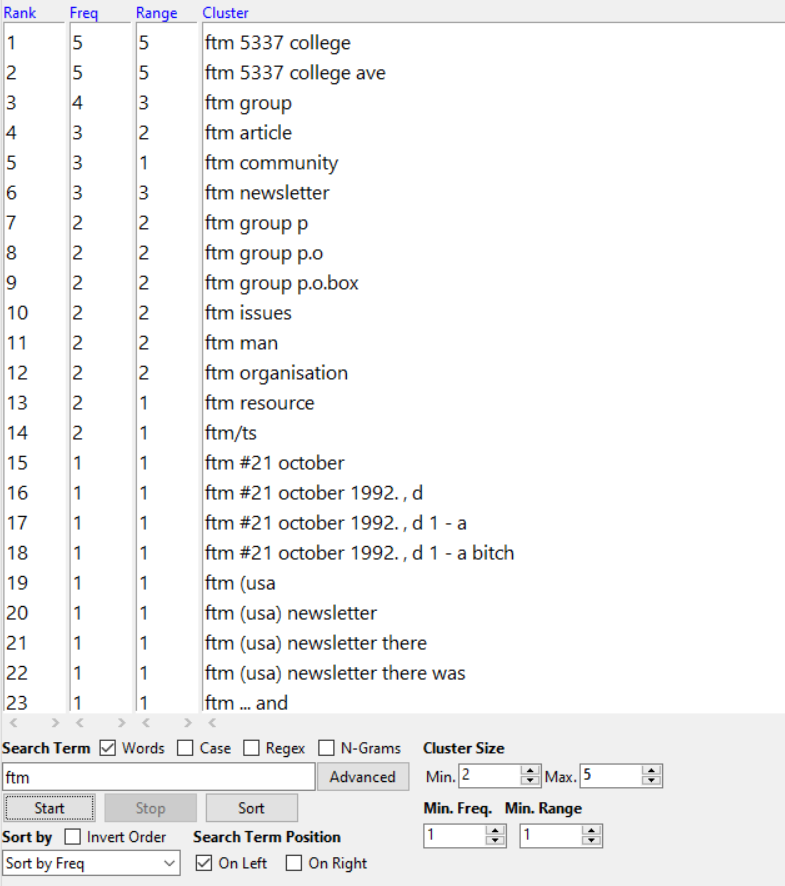 Rank Freq Range Cluster
1 5 5 ftm 5337 college
2 5 5 ftm 5337 college ave
3 4 3 ftm group
4 3 2 ftm article
5 3 1 ftm community
6 3 3 ftm newsletter
7 2 2 ftm group p
8 2 2 ftm group p.o
9 2 2 ftm group p.o.box
10 2 2 ftm issues
11 2 2 ftm man
12 2 2 ftm organisation
13 2 1 ftm resource
14 2 1 ftm/ts
15 1 1 ftm #21 october
16 1 1 ftm #21 october 1992. , d
17 1 1 ftm #21 october 1992. , d 1 - a
18 1 1 ftm #21 october 1992. , d 1 - a bitch
19 1 1 ftm (usa
20 1 1 ftm (usa) newsletter
21 1 1 ftm (usa) newsletter there
22 1 1 ftm (usa) newsletter there was
23 1 1 ftm ... and
Search Term Words Case Regex N-Grams Cluster Size
ftm Advanced Min. 2 Max. 5
Start Stop Sort Min. Freq. Min. Range
1 1
Sort by Invert Order Search Term Position
Sort by Freq On Left On Right